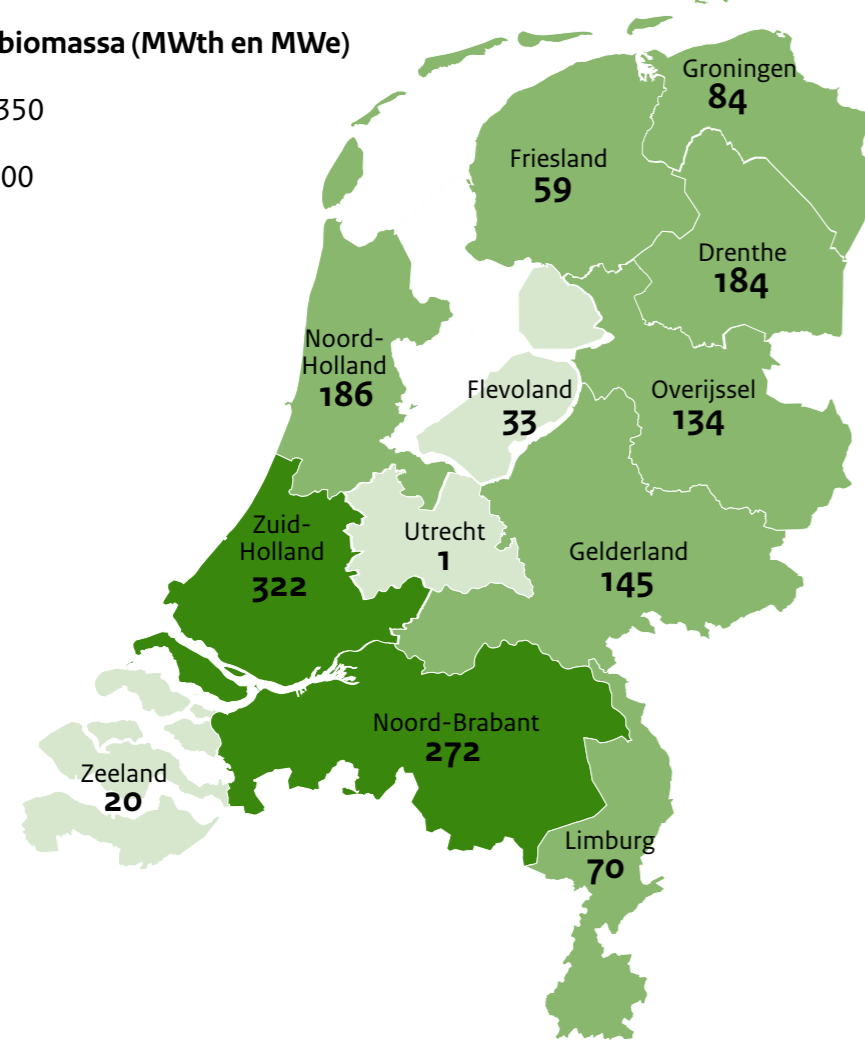 biomassa (MWth en MWe)
350
00
Groningen
84
Friesland
59
Drenthe
184
Noord-
Holland
186
Flevoland
33
Overijssel
134
Zuid-
Holland
322
Utrecht
1
Gelderland
145
Noord-Brabant
272
Zeeland
20
Limburg
70